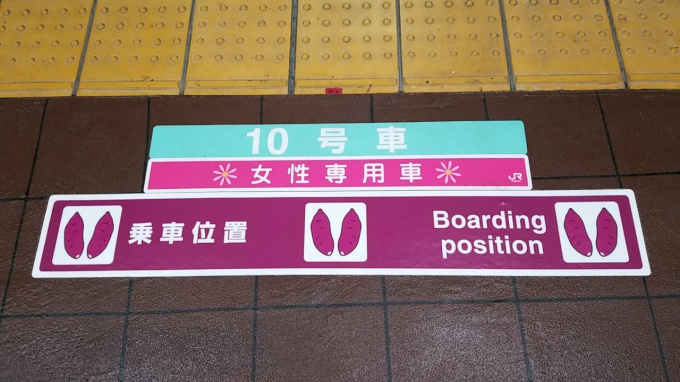 10号車
女性専用車
JR
乗車位置
Boarding
position